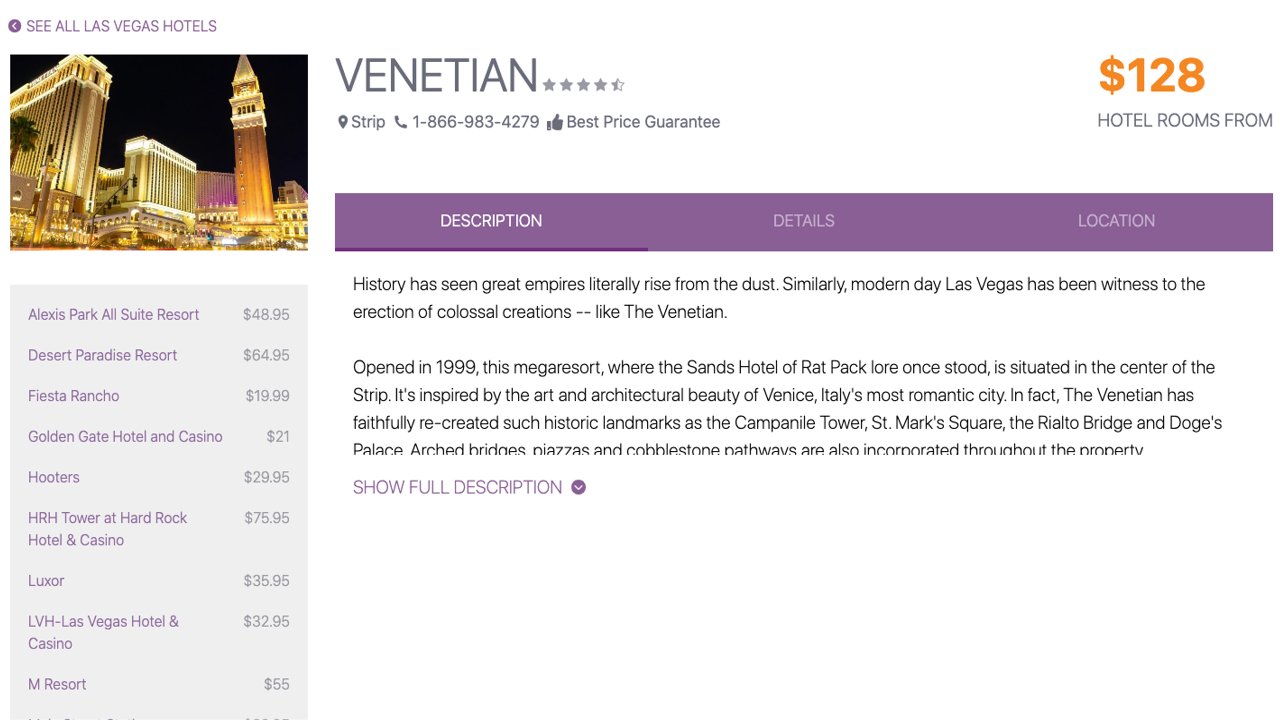 SEE ALL LAS VEGAS HOTELS
VENETIAN
$128
Strip 1-866-983-4279 Best Price Guarantee
HOTEL ROOMS FROM
DESCRIPTION DETAILS LOCATION
History has seen great empires literally rise from the dust. Similarly, modern day Las Vegas has been witness to the
erection of colossal creations -- like The Venetian.
Opened in 1999, this megaresort, where the Sands Hotel of Rat Pack lore once stood, is situated in the center of the
Strip. It's inspired by the art and architectural beauty of Venice, Italy's most romantic city. In fact, The Venetian has
faithfully re-created such historic landmarks as the Campanile Tower, St. Mark's Square, the Rialto Bridge and Doge's
Palace. Arched bridges, piazzas and cobblestone pathways are also incorporated throughout the property.
SHOW FULL DESCRIPTION
Alexis Park All Suite Resort $48.95
Desert Paradise Resort $64.95
Fiesta Rancho $19.99
Golden Gate Hotel and Casino $21
Hooters $29.95
HRH Tower at Hard Rock $75.95
Hotel & Casino
Luxor $35.95
LVH-Las Vegas Hotel & $32.95
Casino
M Resort $55